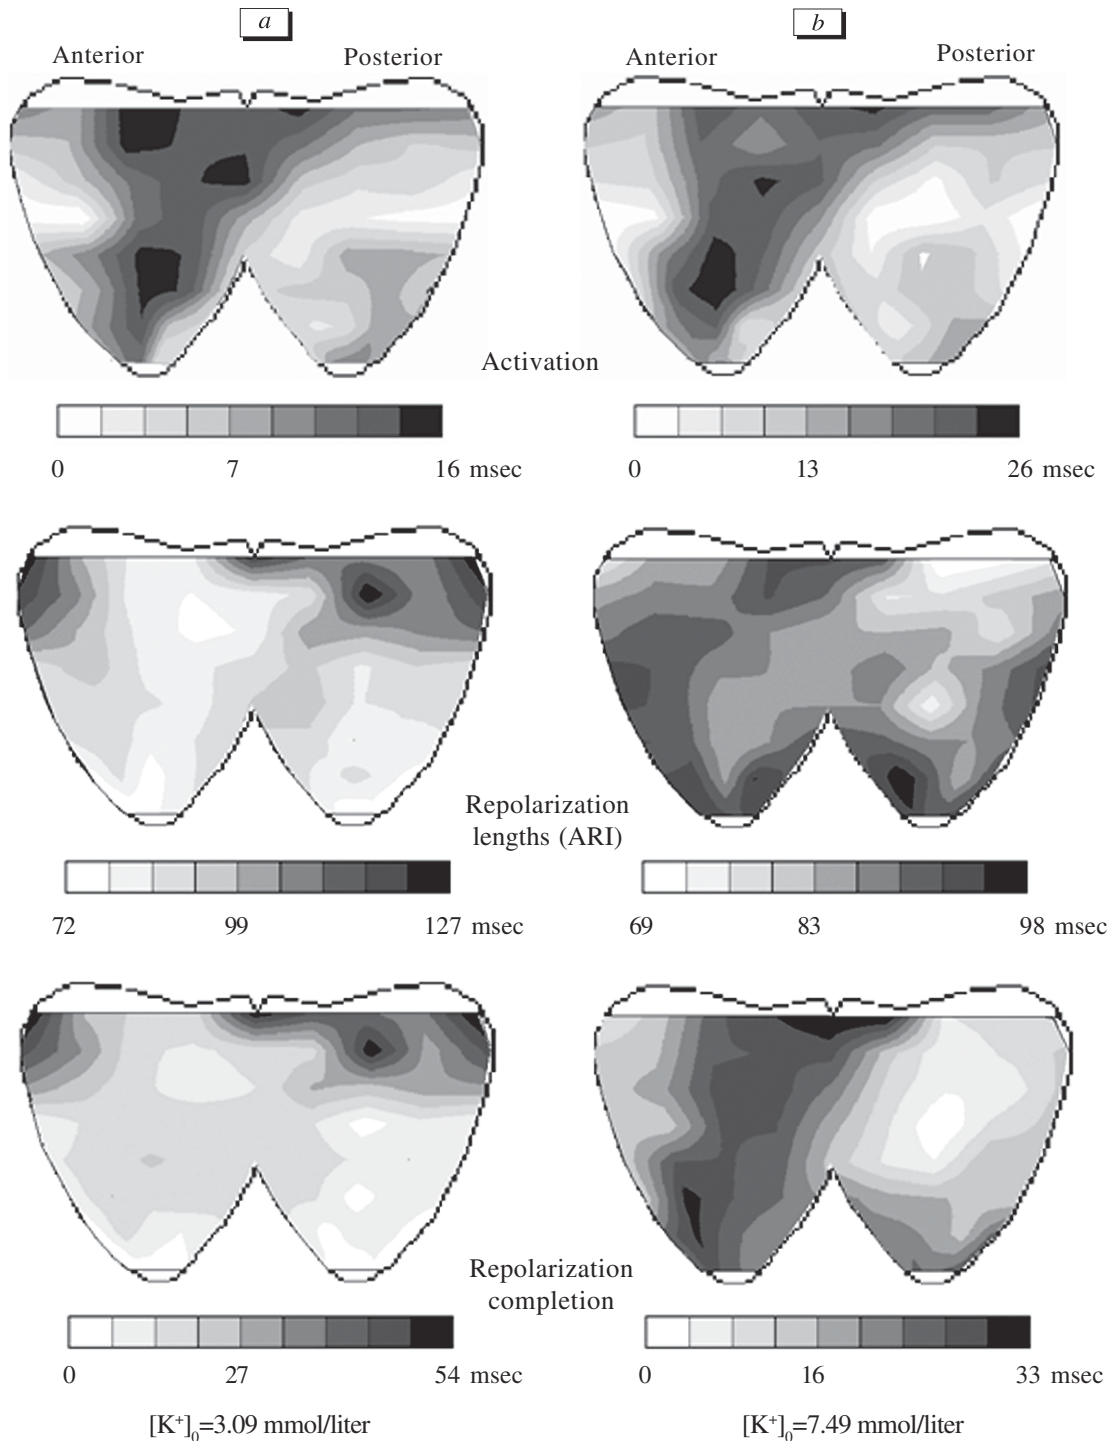 a
b
Anterior
Posterior
Anterior
Posterior
Activation
0 7 16 msec
0 13 26 msec
Repolarization
lengths (ARI)
72 99 127 msec
69 83 98 msec
Repolarization
completion
0 27 54 msec
0 16 33 msec
[K⁺]₀=3.09 mmol/liter
[K⁺]₀=7.49 mmol/liter